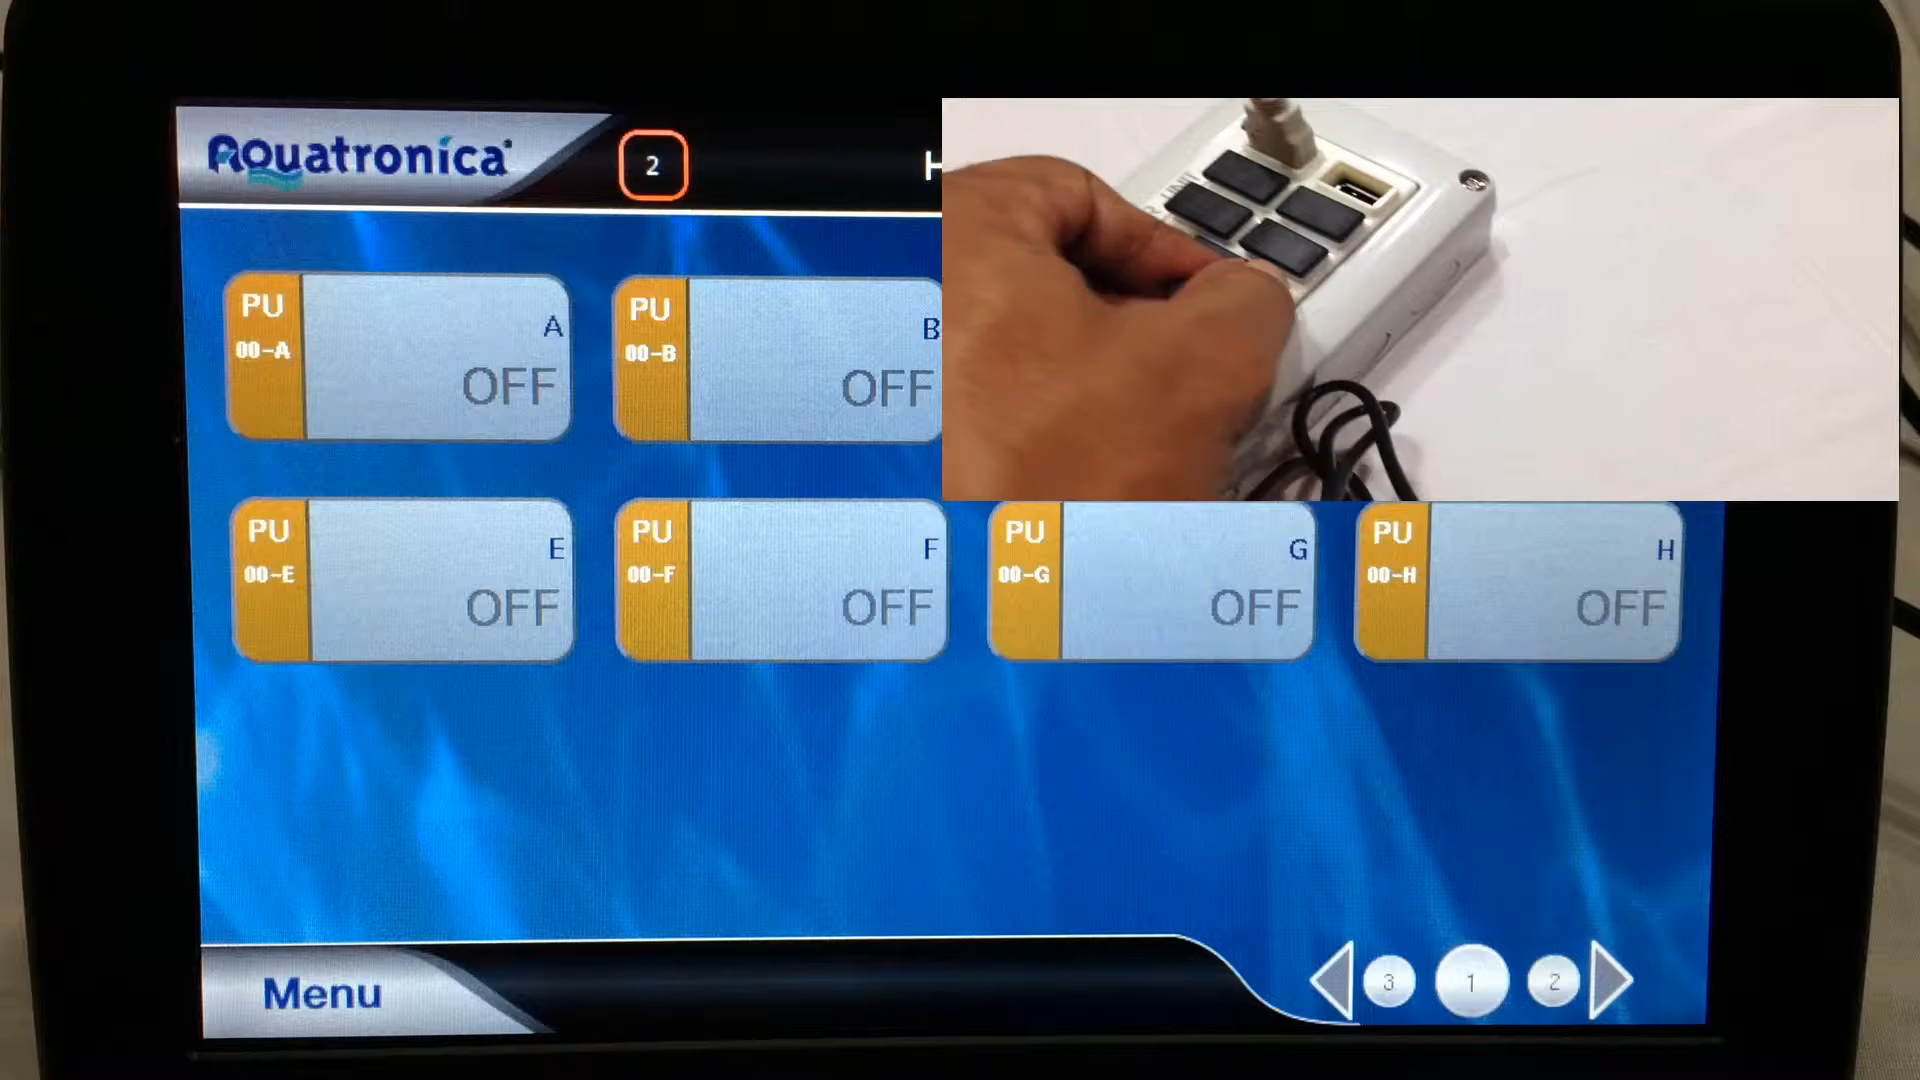 Aquatronica
2
H
PU
00-A
A
OFF
PU
00-B
B
OFF
UNIT
PU
00-E
E
OFF
PU
00-F
F
OFF
PU
00-G
G
OFF
PU
00-H
H
OFF
Menu
3
1
2